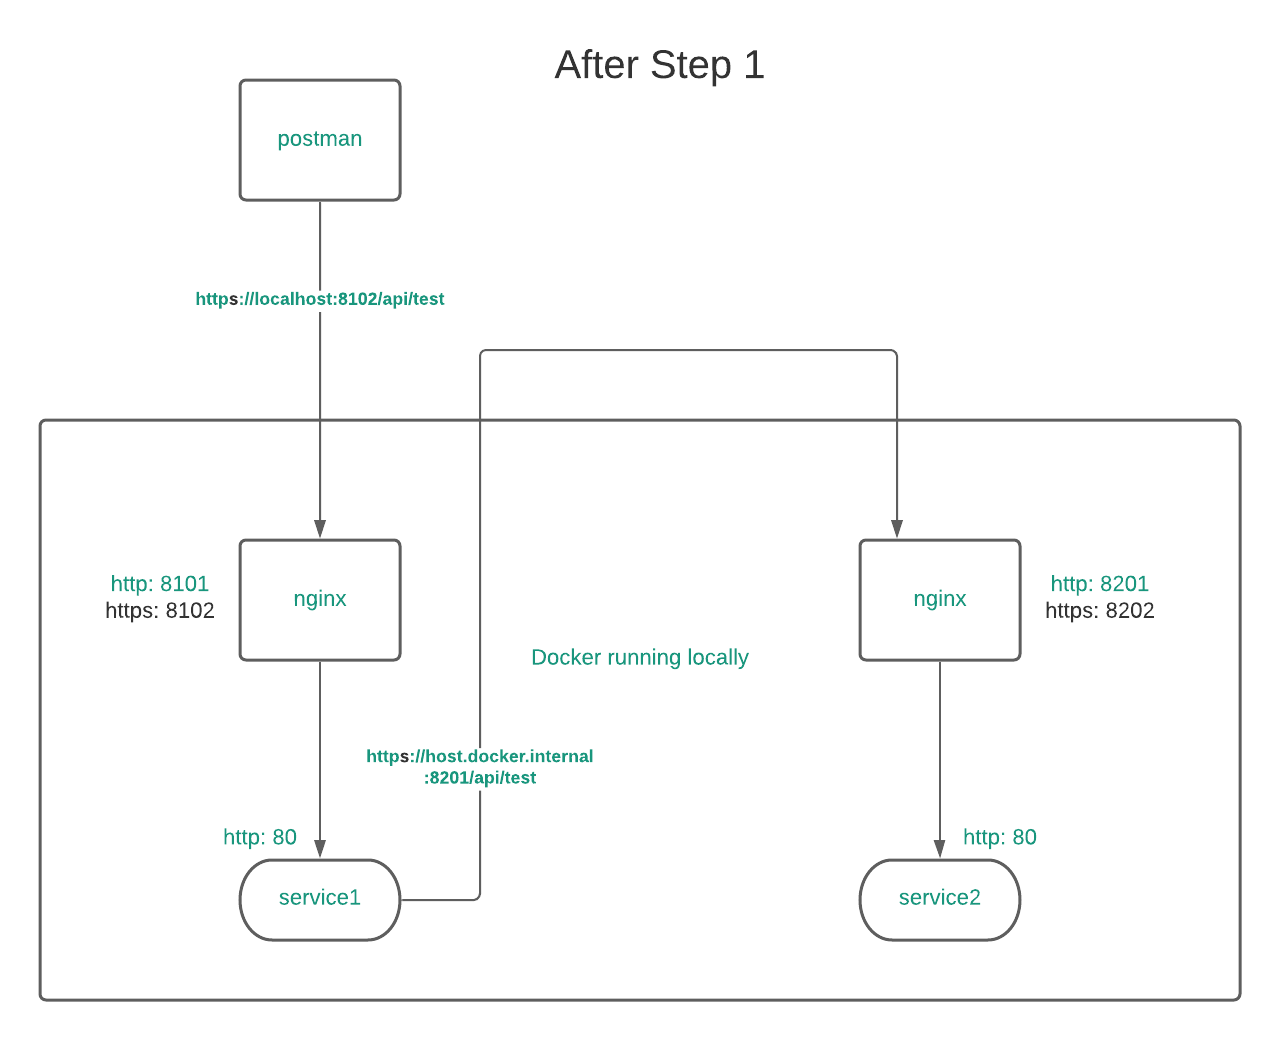 After Step 1
postman
https://localhost:8102/api/test
http: 8101
https: 8102
nginx
nginx
http: 8201
https: 8202
Docker running locally
https://host.docker.internal
:8201/api/test
http: 80
http: 80
service1
service2